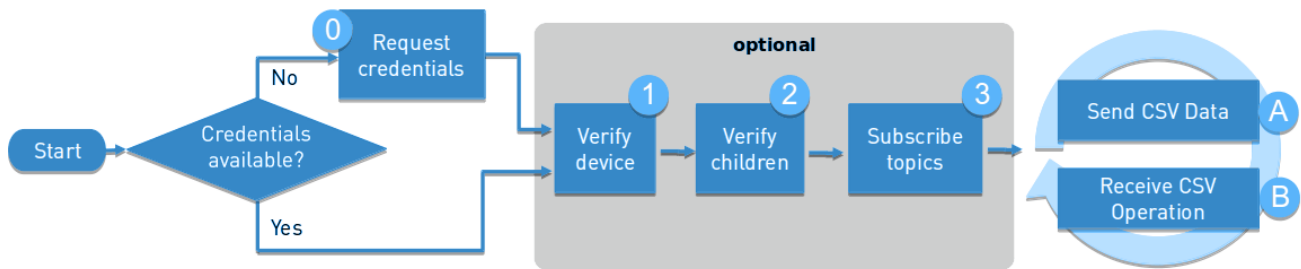 Start
Credentials
available?
No
Yes
0
Request
credentials
optional
1
Verify
device
2
Verify
children
3
Subscribe
topics
Send CSV Data
A
Receive CSV
Operation
B